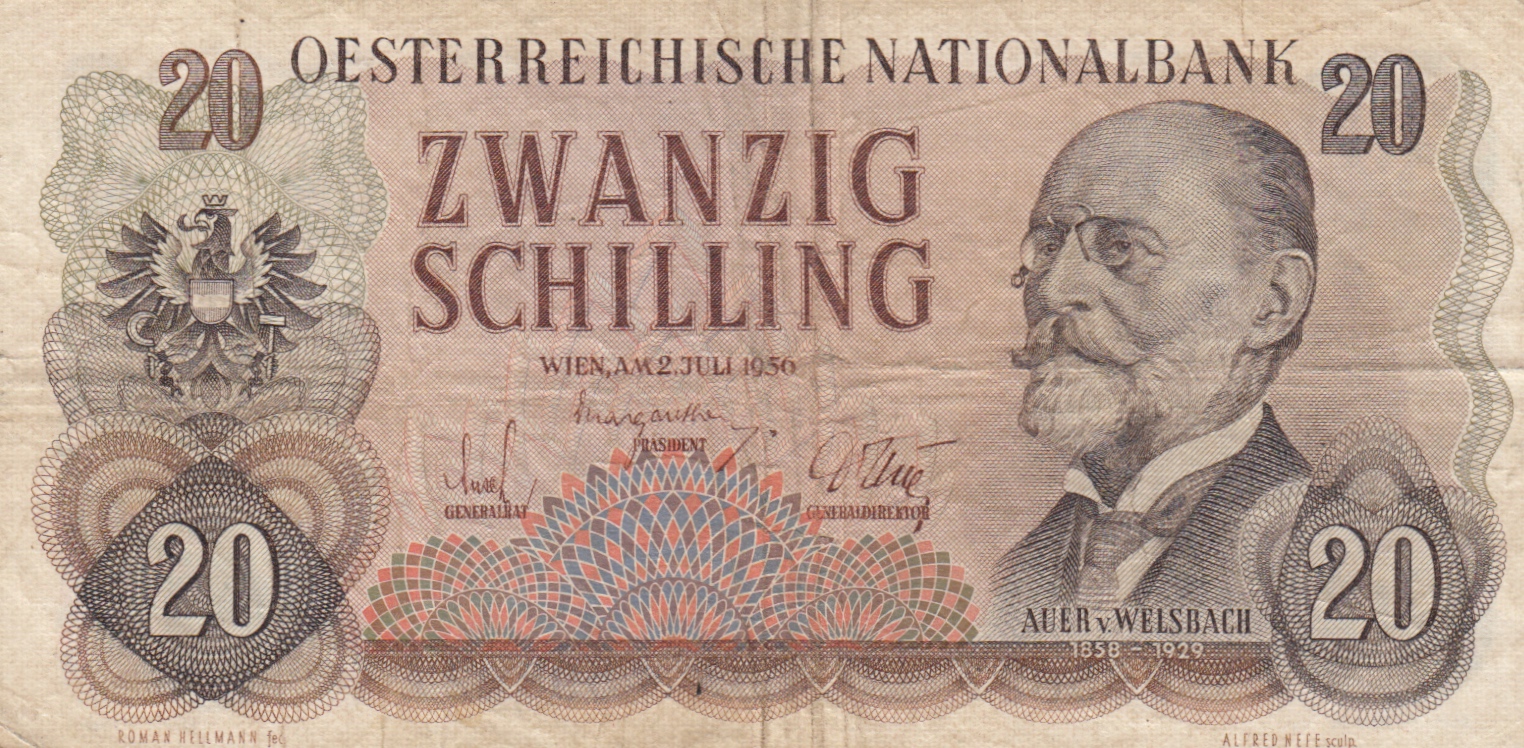 OESTERREICHISCHE NATIONALBANK
20
20
ZWANZIG
SCHILLING
WIEN, AM 2. JULI 1956
PRÄSIDENT
GENERALRAT
GENERALDIREKTOR
20
20
AUER v. WELSBACH
1858 - 1929
ROMAN HELLMANN fec.
ALFRED NEFE sculp.